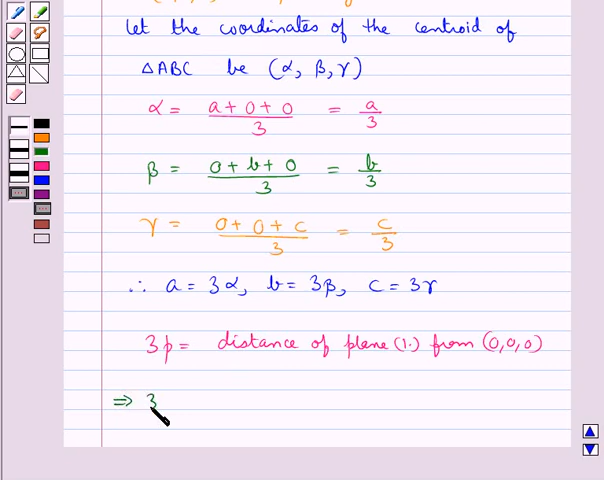 Let the coordinates of the centroid of
△ABC be (α, β, γ)
α = (a + 0 + 0)/3 = a/3
β = (0 + b + 0)/3 = b/3
γ = (0 + 0 + c)/3 = c/3
∴ a = 3α, b = 3β, c = 3γ
3p = distance of plane (1.) from (0,0,0)
⇒ 3